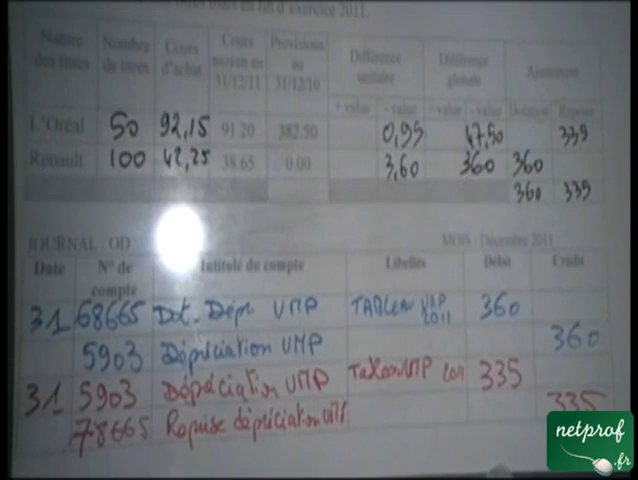 en fin d'exercice 2011.
Nature des titres Nombre de titres Cours d'achat Cours moyen au 31/12/11 Provisions au 31/12/10 Différence unitaire Différence globale Ajustement
+ value - value + value - value Dotation Reprise
L'Oréal 50 92,15 91.20 382.50 0,95 47,50 335
Renault 100 42,25 38.65 0.00 3,60 360 360
360 335
JOURNAL : OD MOIS : Décembre 2011
Date N° de compte Intitulé du compte Libellés Débit Crédit
31 68665 Dot. Dépr. VMP TABLEAU VMP 2011 360
5903 Dépréciation VMP 360
31 5903 Dépréciation VMP Tableau VMP 2011 335
78665 Reprise dépréciation VMP 335
netprof
.fr